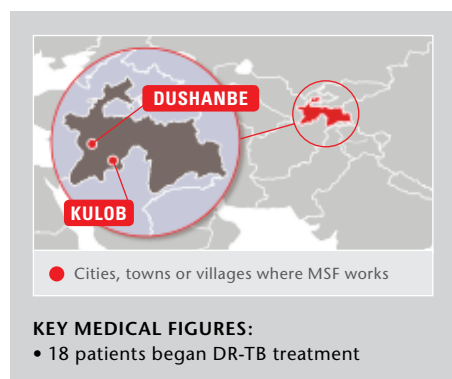 DUSHANBE
KULOB
Cities, towns or villages where MSF works
KEY MEDICAL FIGURES:
• 18 patients began DR-TB treatment